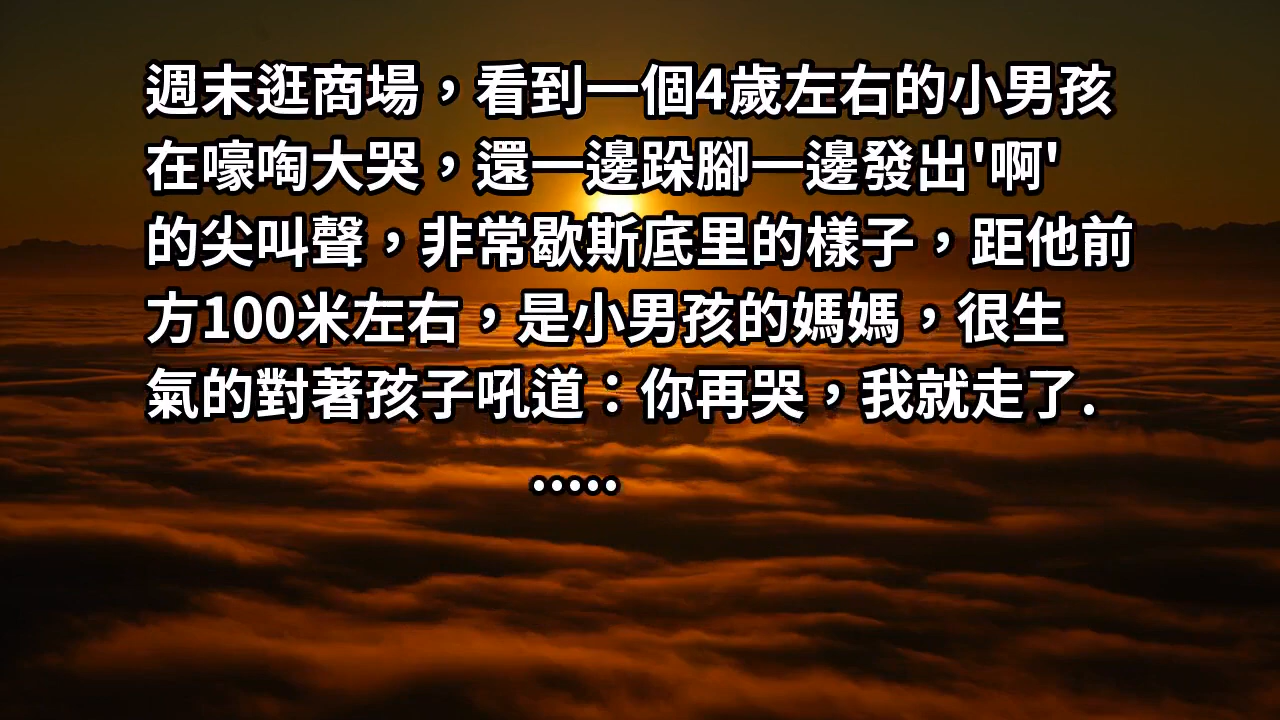 週末逛商場，看到一個4歲左右的小男孩
在嚎啕大哭，還一邊跺腳一邊發出'啊'
的尖叫聲，非常歇斯底里的樣子，距他前
方100米左右，是小男孩的媽媽，很生
氣的對著孩子吼道：你再哭，我就走了.
.....